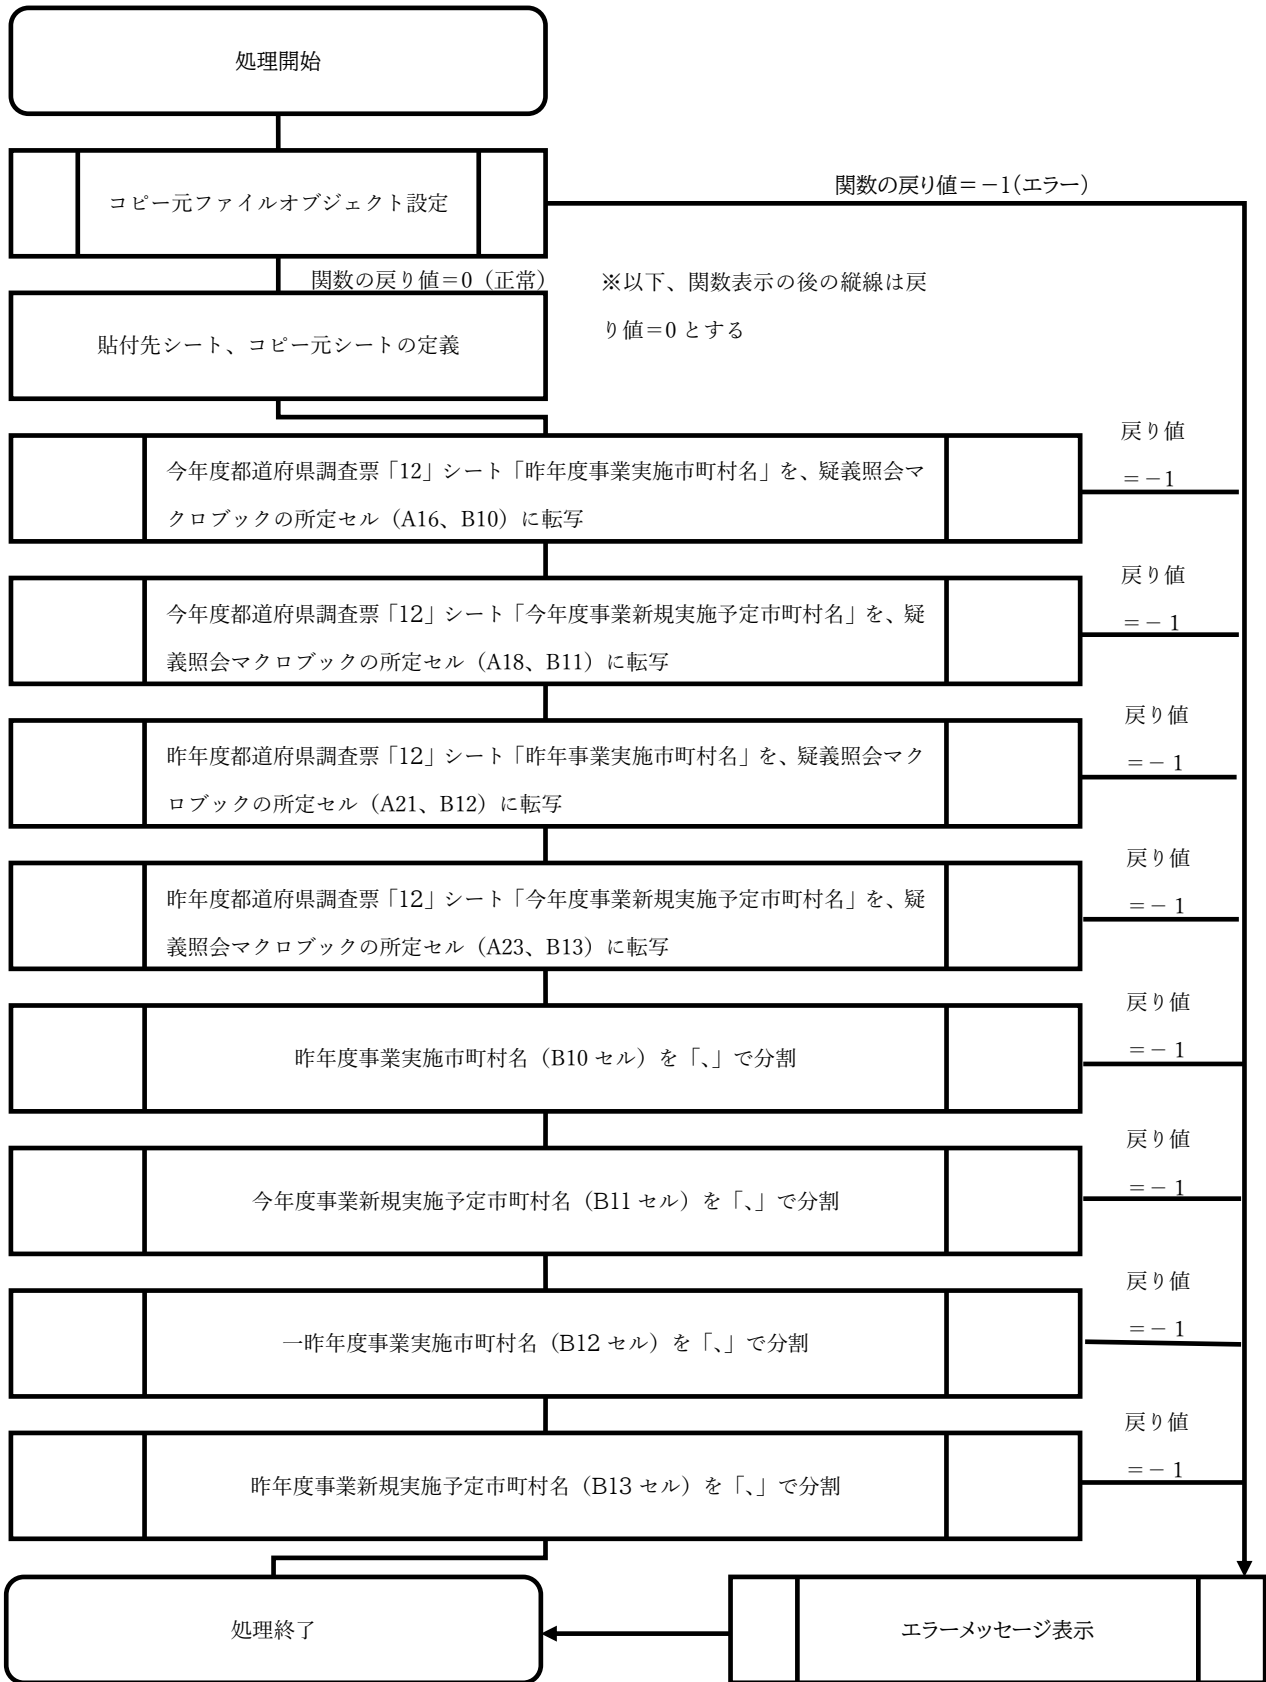 処理開始
コピー元ファイルオブジェクト設定
関数の戻り値＝－1（エラー）
関数の戻り値＝0（正常）
※以下、関数表示の後の縦線は戻
り値＝0 とする
貼付先シート、コピー元シートの定義
今年度都道府県調査票「12」シート「昨年度事業実施市町村名」を、疑義照会マ
クロブックの所定セル（A16、B10）に転写
戻り値
＝－1
今年度都道府県調査票「12」シート「今年度事業新規実施予定市町村名」を、疑
義照会マクロブックの所定セル（A18、B11）に転写
戻り値
＝－1
昨年度都道府県調査票「12」シート「昨年事業実施市町村名」を、疑義照会マク
ロブックの所定セル（A21、B12）に転写
戻り値
＝－1
昨年度都道府県調査票「12」シート「今年度事業新規実施予定市町村名」を、疑
義照会マクロブックの所定セル（A23、B13）に転写
戻り値
＝－1
昨年度事業実施市町村名（B10 セル）を「、」で分割
戻り値
＝－1
今年度事業新規実施予定市町村名（B11 セル）を「、」で分割
戻り値
＝－1
一昨年度事業実施市町村名（B12 セル）を「、」で分割
戻り値
＝－1
昨年度事業新規実施予定市町村名（B13 セル）を「、」で分割
戻り値
＝－1
処理終了
エラーメッセージ表示